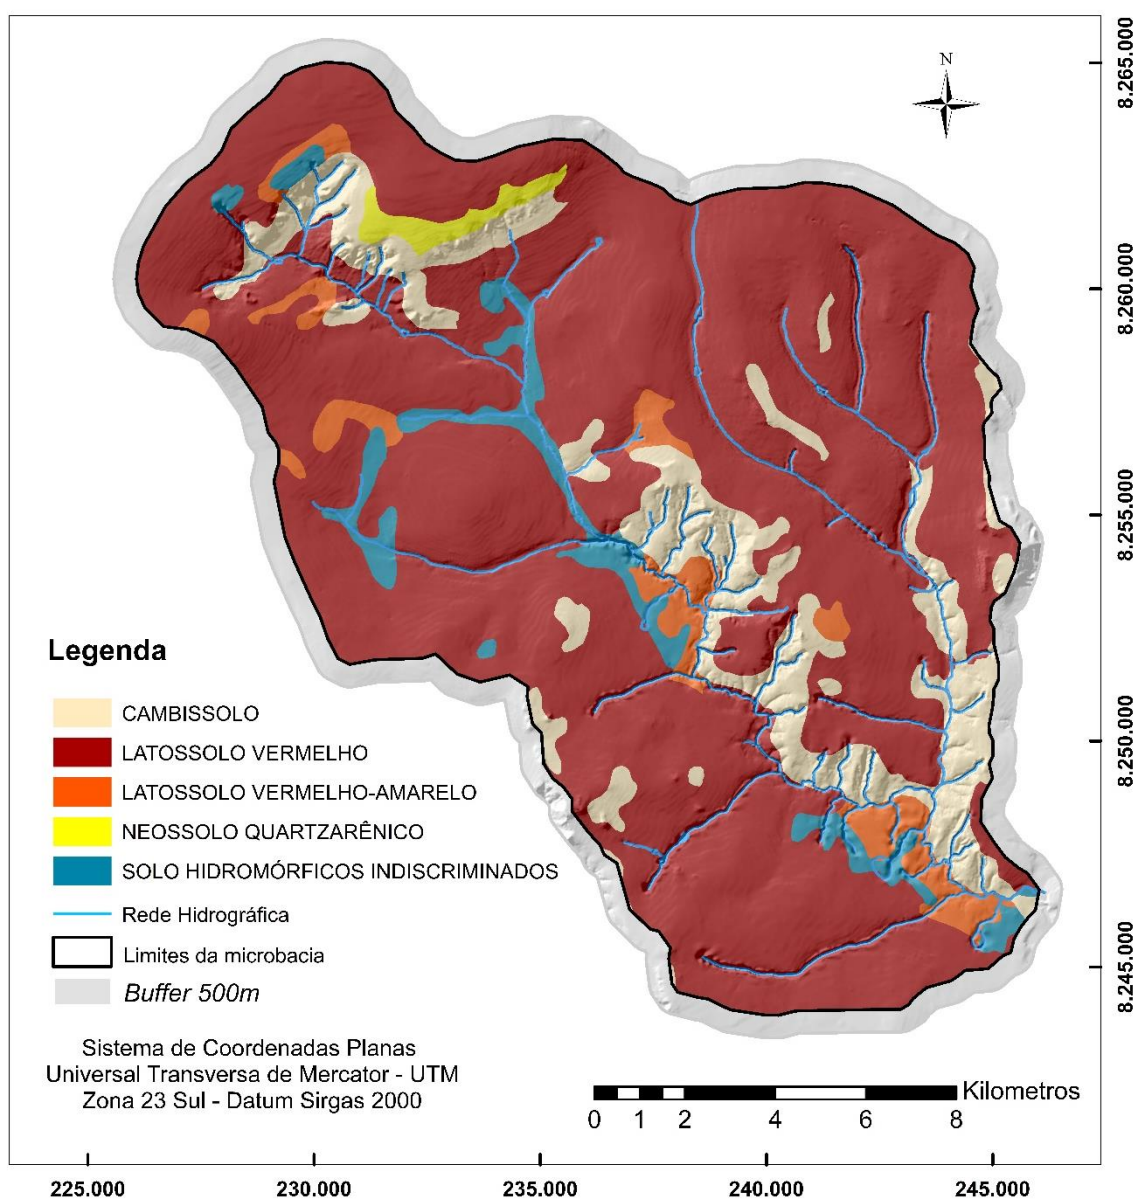 N
8.265.000
8.260.000
8.255.000
8.250.000
8.245.000
Legenda
CAMBISSOLO
LATOSSOLO VERMELHO
LATOSSOLO VERMELHO-AMARELO
NEOSSOLO QUARTZARÊNICO
SOLO HIDROMÓRFICOS INDISCRIMINADOS
Rede Hidrográfica
Limites da microbacia
Buffer 500m
Sistema de Coordenadas Planas
Universal Transversa de Mercator - UTM
Zona 23 Sul - Datum Sirgas 2000
Kilometros
0 1 2 4 6 8
225.000 230.000 235.000 240.000 245.000